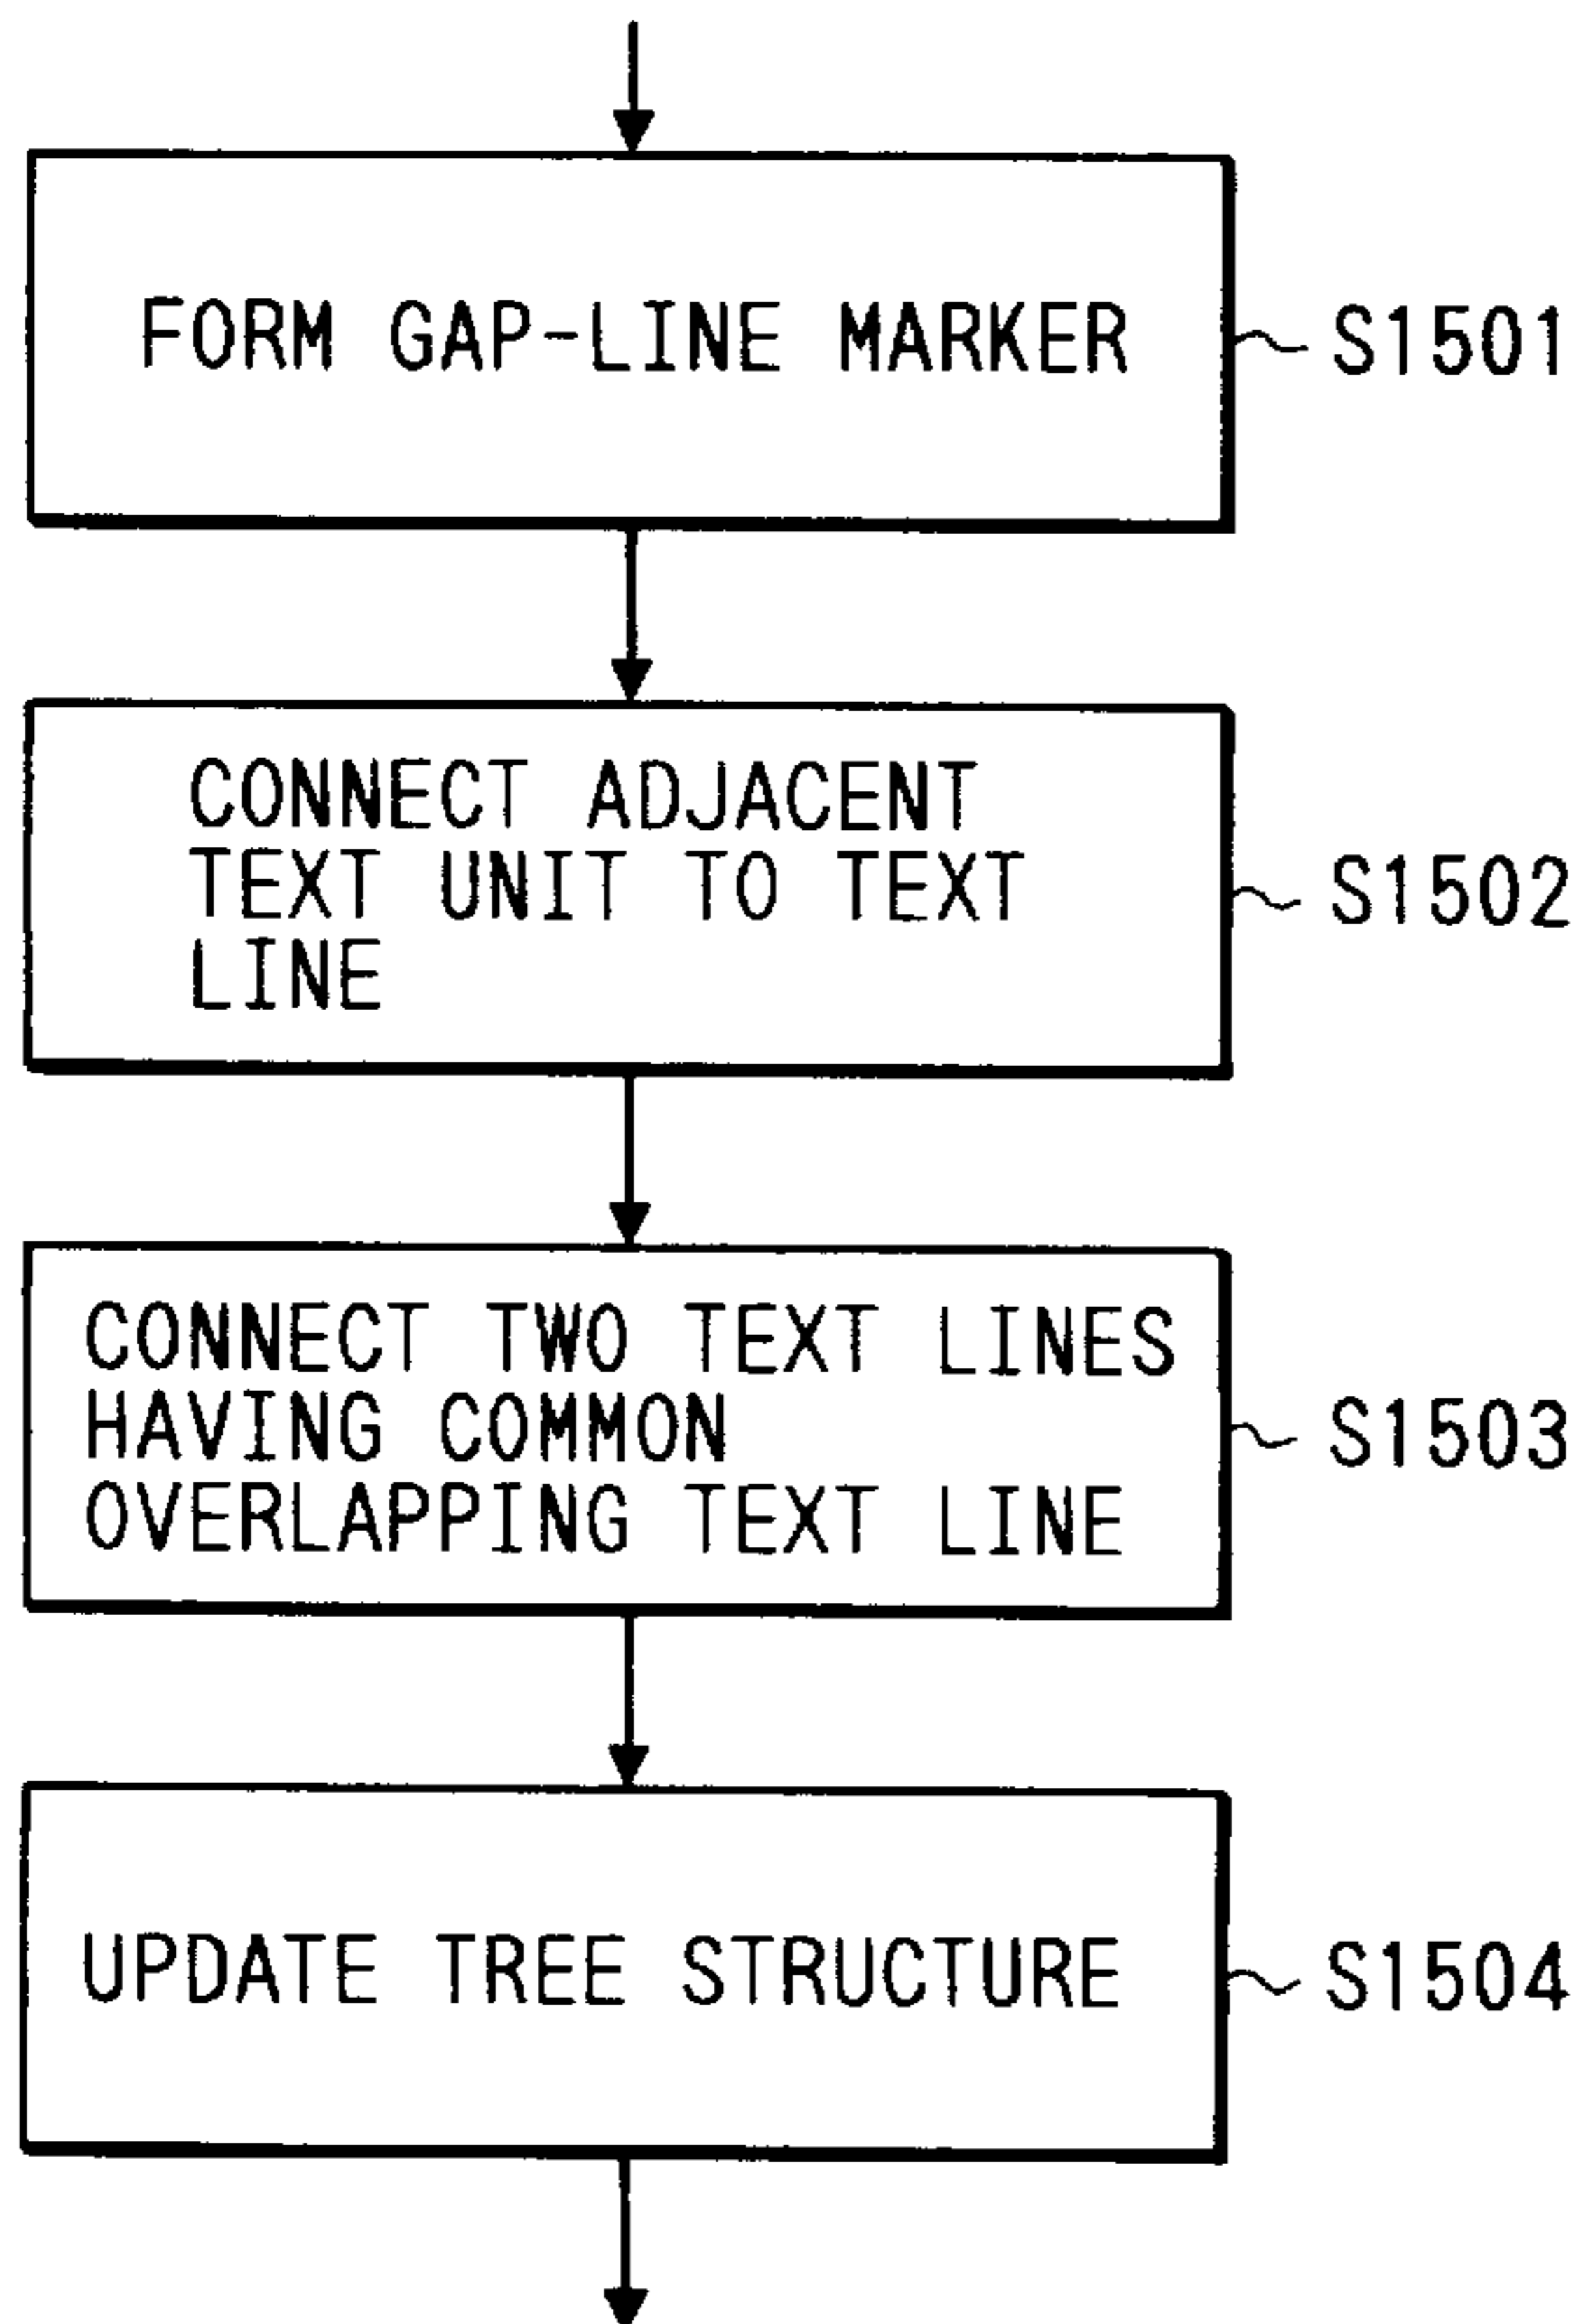 FORM GAP-LINE MARKER
S1501
CONNECT ADJACENT
TEXT UNIT TO TEXT
LINE
S1502
CONNECT TWO TEXT LINES
HAVING COMMON
OVERLAPPING TEXT LINE
S1503
UPDATE TREE STRUCTURE
S1504